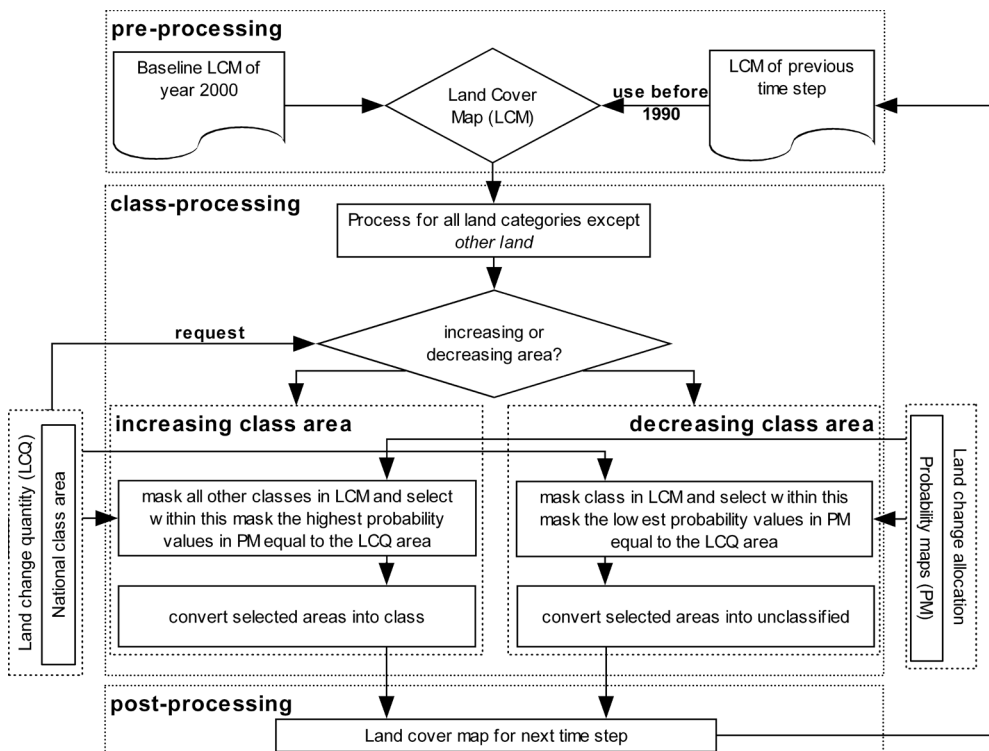 pre-processing
Baseline LCM of
year 2000
Land Cover
Map (LCM)
use before
1990
LCM of previous
time step
class-processing
Process for all land categories except
other land
request
increasing or
decreasing area?
increasing class area
decreasing class area
Land change quantity (LCQ)
National class area
mask all other classes in LCM and select
within this mask the highest probability
values in PM equal to the LCQ area
mask class in LCM and select within this
mask the lowest probability values in PM
equal to the LCQ area
Land change allocation
Probability maps (PM)
convert selected areas into class
convert selected areas into unclassified
post-processing
Land cover map for next time step